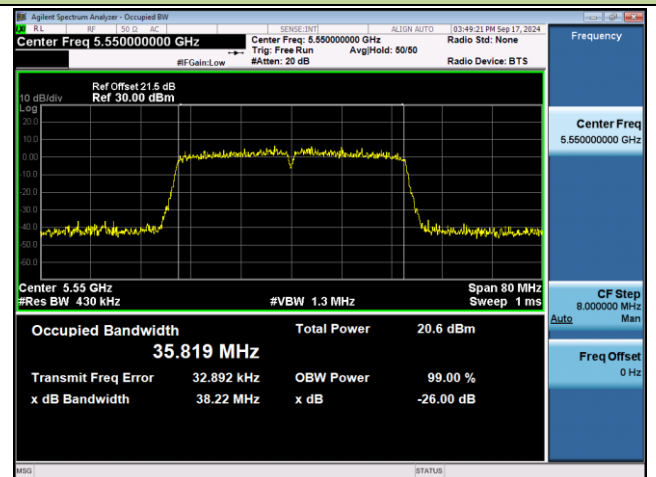 Agilent Spectrum Analyzer - Occupied BW
RL RF 50 Ω AC SENSE:INT ALIGN AUTO 03:49:21 PM Sep 17, 2024
Center Freq 5.550000000 GHz Center Freq: 5.550000000 GHz Radio Std: None
Trig: Free Run Avg|Hold: 50/50
#IFGain:Low #Atten: 20 dB Radio Device: BTS
Frequency
Ref Offset 21.5 dB
10 dB/div Ref 30.00 dBm
Log
20.0
10.0
0.00
-10.0
-20.0
-30.0
-40.0
-50.0
-60.0
Center 5.55 GHz Span 80 MHz
#Res BW 430 kHz #VBW 1.3 MHz Sweep 1 ms
Occupied Bandwidth Total Power 20.6 dBm
35.819 MHz
Transmit Freq Error 32.892 kHz OBW Power 99.00 %
x dB Bandwidth 38.22 MHz x dB -26.00 dB
Center Freq
5.550000000 GHz
CF Step
8.000000 MHz
Auto Man
Freq Offset
0 Hz
MSG STATUS